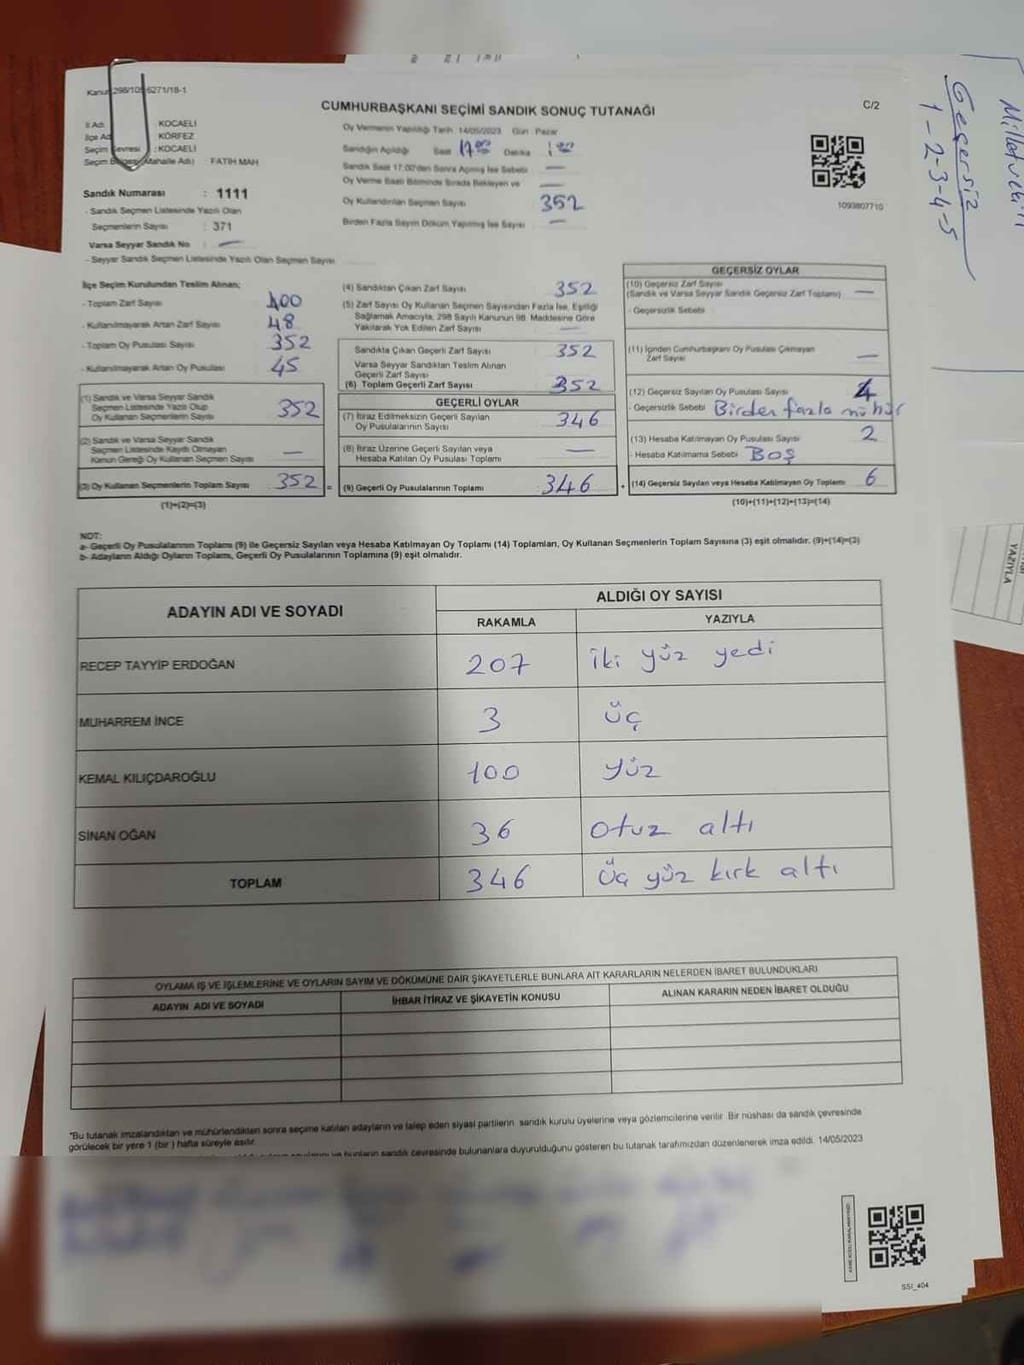 Kanun 298/105 6271/18-1
CUMHURBAŞKANI SEÇİMİ SANDIK SONUÇ TUTANAĞI
C/2
İl Adı : KOCAELİ
İlçe Adı : KÖRFEZ
Seçim Çevresi : KOCAELİ
Seçim Bölgesi (Mahalle Adı) : FATİH MAH
Sandık Numarası : 1111
- Sandık Seçmen Listesinde Yazılı Olan
Seçmenlerin Sayısı : 371
Varsa Seyyar Sandık No : —
- Seyyar Sandık Seçmen Listesinde Yazılı Olan Seçmen Sayısı
Oy Vermenin Yapıldığı Tarih 14/05/2023 Gün Pazar
Sandığın Açıldığı Saat 17.00 Dakika
Sandık Saat 17:00'den Sonra Açılmış İse Sebebi —
Oy Verme Saati Bitiminde Sırada Bekleyen ve —
Oy Kullandırılan Seçmen Sayısı 352
Birden Fazla Sayım Döküm Yapılmış İse Sayısı —
1093807710
İlçe Seçim Kurulundan Teslim Alınan;
- Toplam Zarf Sayısı 400
- Kullanılmayarak Artan Zarf Sayısı 48
- Toplam Oy Pusulası Sayısı 352
- Kullanılmayarak Artan Oy Pusulası 45
(1) Sandık ve Varsa Seyyar Sandık
Seçmen Listesinde Yazılı Olup
Oy Kullanan Seçmenlerin Sayısı 352
(2) Sandık ve Varsa Seyyar Sandık
Seçmen Listesinde Kaydı Olmayan
Kanun Gereği Oy Kullanan Seçmen Sayısı —
(3) Oy Kullanan Seçmenlerin Toplam Sayısı 352 =
(1)+(2)=(3)
(4) Sandıktan Çıkan Zarf Sayısı 352
(5) Zarf Sayısı Oy Kullanan Seçmen Sayısından Fazla İse, Eşitliği
Sağlamak Amacıyla, 298 Sayılı Kanunun 98. Maddesine Göre
Yakılarak Yok Edilen Zarf Sayısı —
Sandıkta Çıkan Geçerli Zarf Sayısı 352
Varsa Seyyar Sandıktan Teslim Alınan
Geçerli Zarf Sayısı
(6) Toplam Geçerli Zarf Sayısı 352
GEÇERLİ OYLAR
(7) İtiraz Edilmeksizin Geçerli Sayılan
Oy Pusulalarının Sayısı 346
(8) İtiraz Üzerine Geçerli Sayılan veya
Hesaba Katılan Oy Pusulası Toplamı —
(9) Geçerli Oy Pusulalarının Toplamı 346 +
GEÇERSİZ OYLAR
(10) Geçersiz Zarf Sayısı
(Sandık ve Varsa Seyyar Sandık Geçersiz Zarf Toplamı) —
- Geçersizlik Sebebi
(11) İçinden Cumhurbaşkanı Oy Pusulası Çıkmayan
Zarf Sayısı —
(12) Geçersiz Sayılan Oy Pusulası Sayısı 4
- Geçersizlik Sebebi Birden fazla mühür
(13) Hesaba Katılmayan Oy Pusulası Sayısı 2
- Hesaba Katılmama Sebebi BOŞ
(14) Geçersiz Sayılan veya Hesaba Katılmayan Oy Toplamı 6
(10)+(11)+(12)+(13)=(14)
NOT:
a- Geçerli Oy Pusulalarının Toplamı (9) ile Geçersiz Sayılan veya Hesaba Katılmayan Oy Toplamı (14) Toplamları, Oy Kullanan Seçmenlerin Toplam Sayısına (3) eşit olmalıdır. (9)+(14)=(3)
b- Adayların Aldığı Oyların Toplamı, Geçerli Oy Pusulalarının Toplamına (9) eşit olmalıdır.
ADAYIN ADI VE SOYADI
ALDIĞI OY SAYISI
RAKAMLA YAZIYLA
RECEP TAYYİP ERDOĞAN 207 iki yüz yedi
MUHARREM İNCE 3 üç
KEMAL KILIÇDAROĞLU 100 yüz
SİNAN OĞAN 36 otuz altı
TOPLAM 346 Üç yüz kırk altı
OYLAMA İŞ VE İŞLEMLERİNE VE OYLARIN SAYIM VE DÖKÜMÜNE DAİR ŞİKAYETLERLE BUNLARA AİT KARARLARIN NELERDEN İBARET BULUNDUKLARI
ADAYIN ADI VE SOYADI İHBAR İTİRAZ VE ŞİKAYETİN KONUSU ALINAN KARARIN NEDEN İBARET OLDUĞU
*Bu tutanak imzalandıktan ve mühürlendikten sonra seçime katılan adayların ve talep eden siyasi partilerin sandık kurulu üyelerine veya gözlemcilerine verilir. Bir nüshası da sandık çevresinde
görülecek bir yere 1 (bir) hafta süreyle asılır.
ve bunların sandık çevresinde bulunanlara duyurulduğunu gösteren bu tutanak tarafımızdan düzenlenerek imza edildi. 14/05/2023
SSİ_404
Milletvekili
Geçersiz
1-2-3-4-5
YAZIYLA